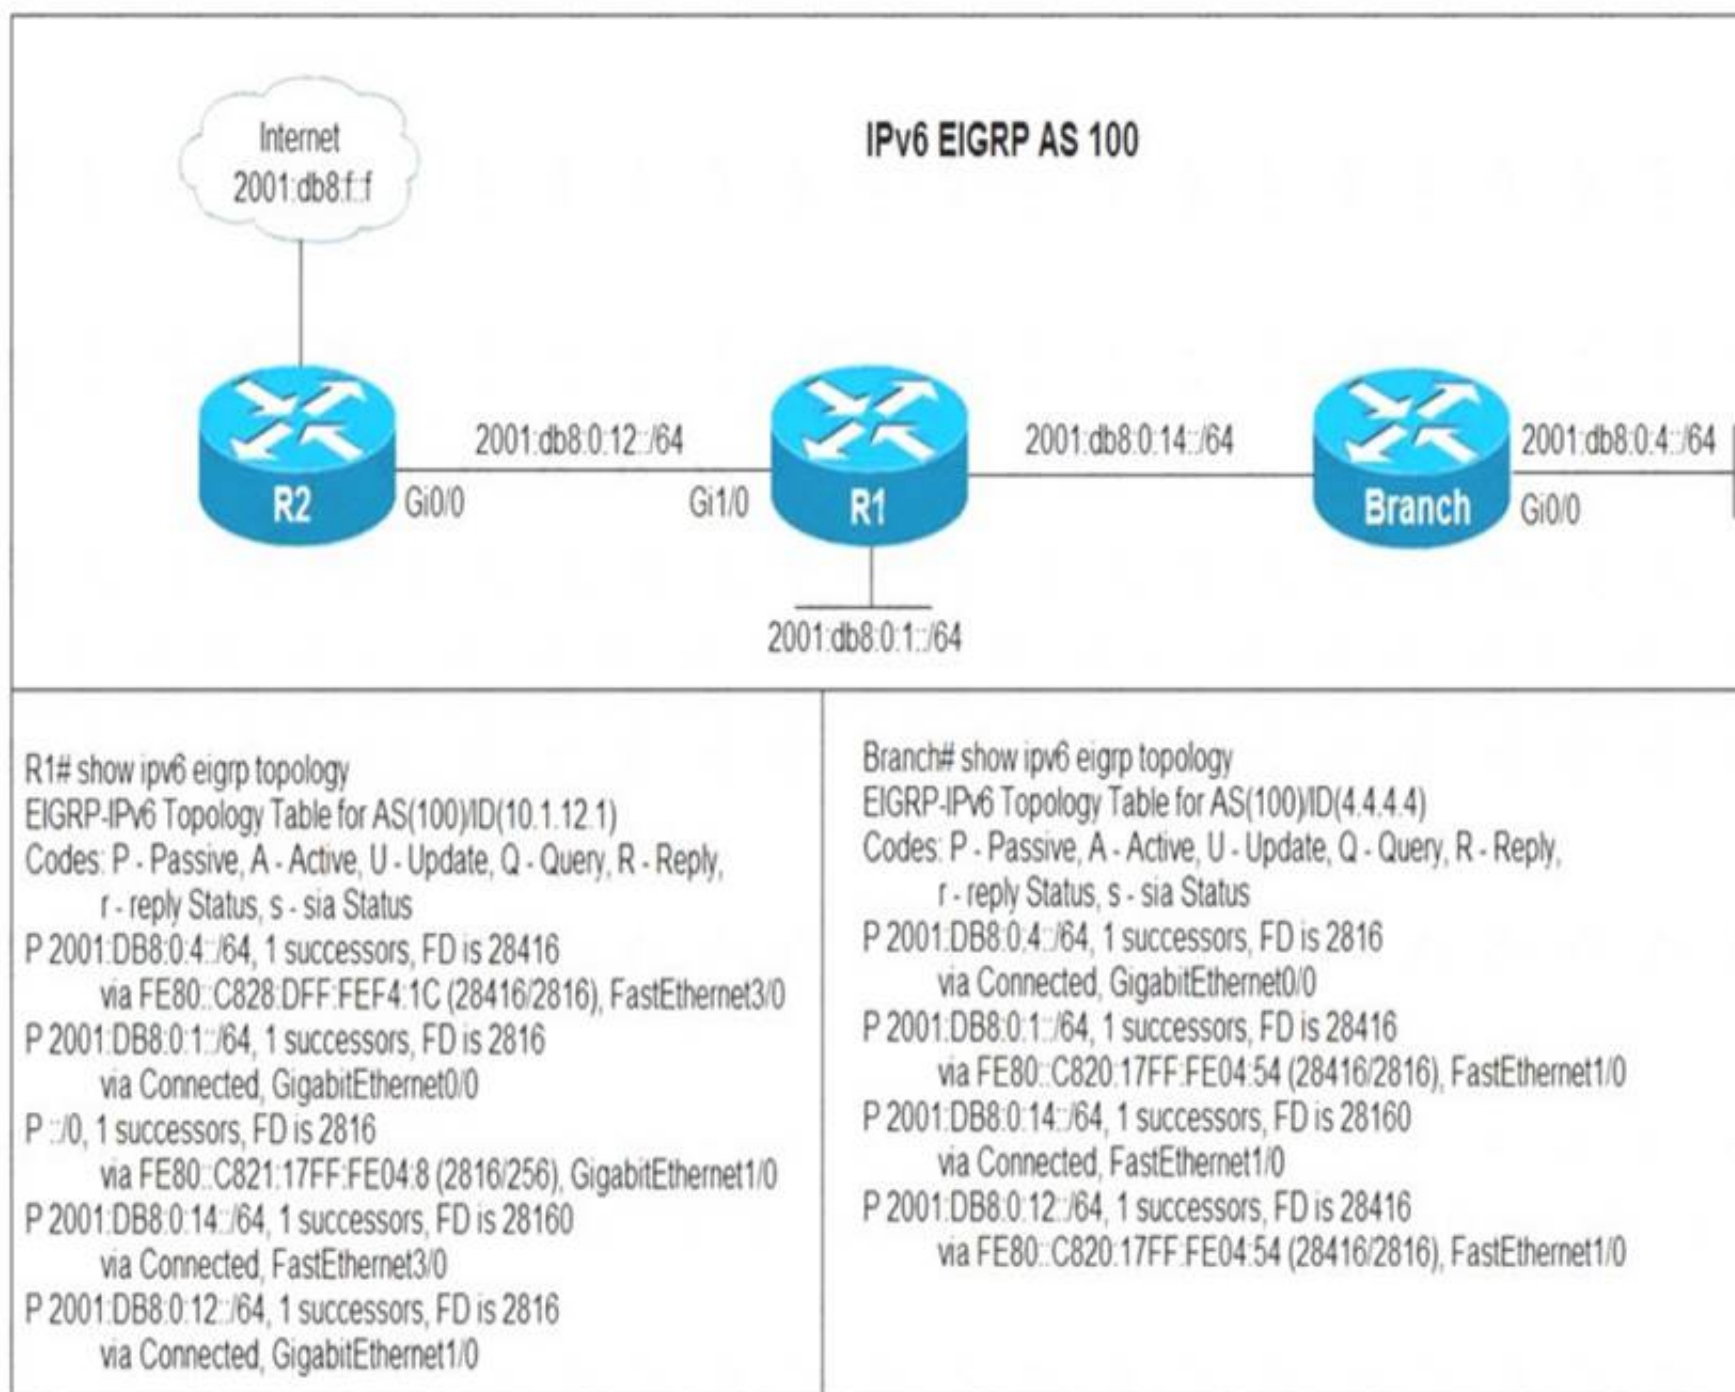 Internet
2001:db8:f::f
IPv6 EIGRP AS 100
2001:db8:0:12::/64
2001:db8:0:14::/64
2001:db8:0:4::/64
R2
Gi0/0
Gi1/0
R1
Branch
Gi0/0
2001:db8:0:1::/64
R1# show ipv6 eigrp topology
EIGRP-IPv6 Topology Table for AS(100)/ID(10.1.12.1)
Codes: P - Passive, A - Active, U - Update, Q - Query, R - Reply,
r - reply Status, s - sia Status
P 2001:DB8:0:4::/64, 1 successors, FD is 28416
via FE80::C828:DFF:FEF4:1C (28416/2816), FastEthernet3/0
P 2001:DB8:0:1::/64, 1 successors, FD is 2816
via Connected, GigabitEthernet0/0
P ::/0, 1 successors, FD is 2816
via FE80::C821:17FF:FE04:8 (2816/256), GigabitEthernet1/0
P 2001:DB8:0:14::/64, 1 successors, FD is 28160
via Connected, FastEthernet3/0
P 2001:DB8:0:12::/64, 1 successors, FD is 2816
via Connected, GigabitEthernet1/0
Branch# show ipv6 eigrp topology
EIGRP-IPv6 Topology Table for AS(100)/ID(4.4.4.4)
Codes: P - Passive, A - Active, U - Update, Q - Query, R - Reply,
r - reply Status, s - sia Status
P 2001:DB8:0:4::/64, 1 successors, FD is 2816
via Connected, GigabitEthernet0/0
P 2001:DB8:0:1::/64, 1 successors, FD is 28416
via FE80::C820:17FF:FE04:54 (28416/2816), FastEthernet1/0
P 2001:DB8:0:14::/64, 1 successors, FD is 28160
via Connected, FastEthernet1/0
P 2001:DB8:0:12::/64, 1 successors, FD is 28416
via FE80::C820:17FF:FE04:54 (28416/2816), FastEthernet1/0